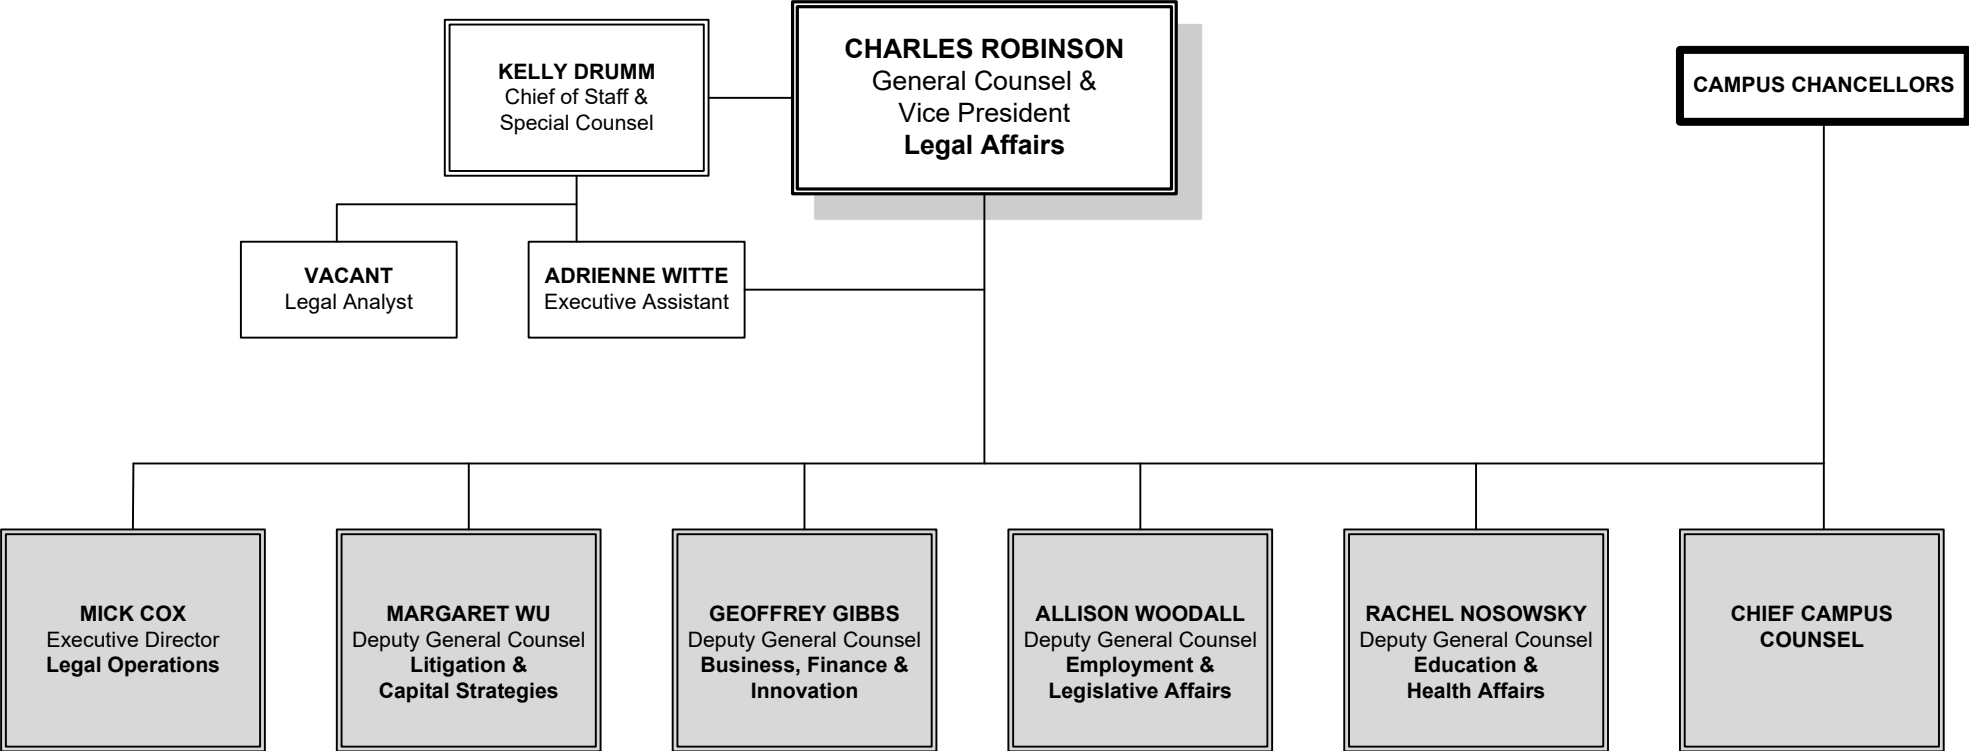 KELLY DRUMM
Chief of Staff &
Special Counsel
CHARLES ROBINSON
General Counsel &
Vice President
Legal Affairs
CAMPUS CHANCELLORS
VACANT
Legal Analyst
ADRIENNE WITTE
Executive Assistant
MICK COX
Executive Director
Legal Operations
MARGARET WU
Deputy General Counsel
Litigation &
Capital Strategies
GEOFFREY GIBBS
Deputy General Counsel
Business, Finance &
Innovation
ALLISON WOODALL
Deputy General Counsel
Employment &
Legislative Affairs
RACHEL NOSOWSKY
Deputy General Counsel
Education &
Health Affairs
CHIEF CAMPUS
COUNSEL